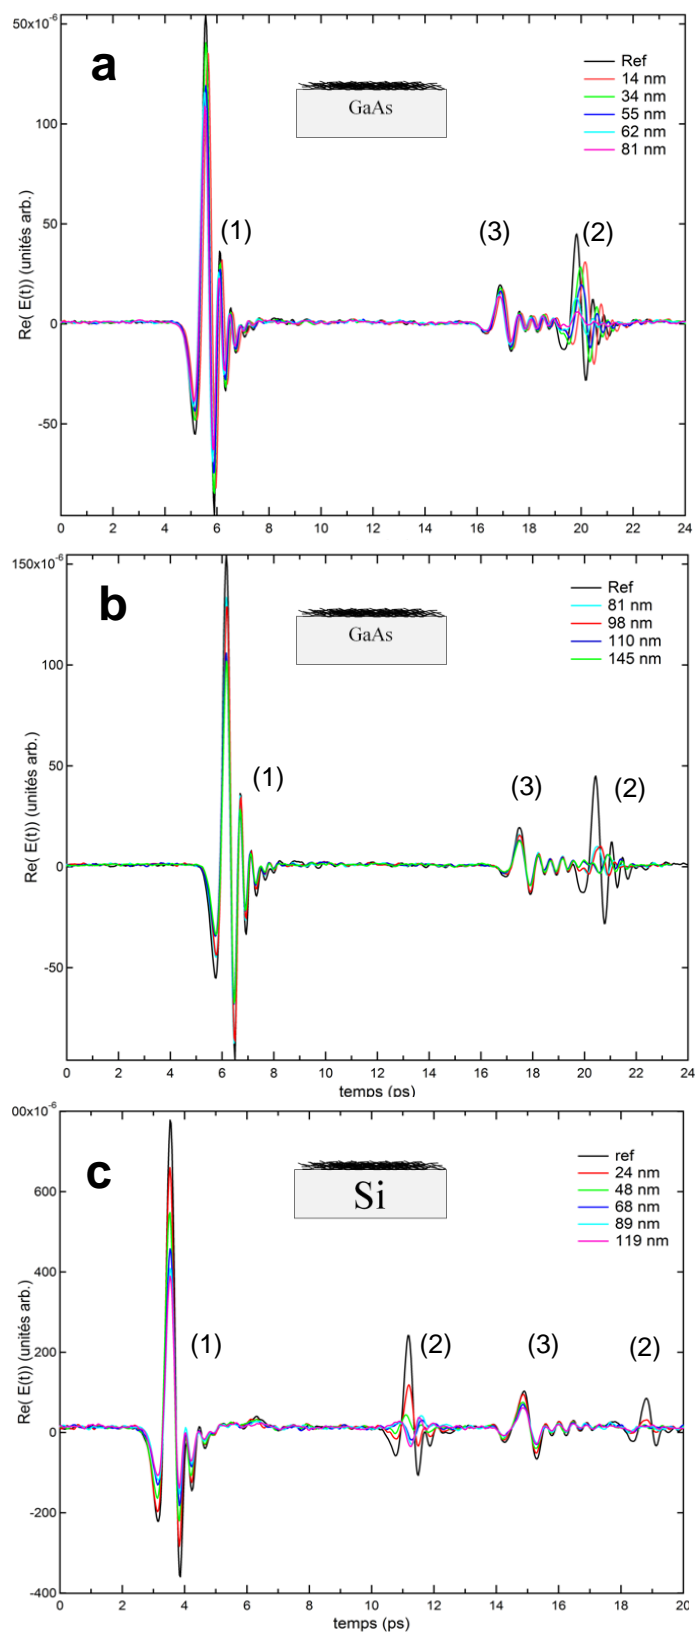 50x10-6
100
50
0
-50
Re( E(t)) (unités arb.)
a
GaAs
Ref
14 nm
34 nm
55 nm
62 nm
81 nm
(1)
(3)
(2)
0 2 4 6 8 10 12 14 16 18 20 22 24
150x10-6
100
50
0
-50
Re( E(t)) (unités arb.)
b
GaAs
Ref
81 nm
98 nm
110 nm
145 nm
(1)
(3)
(2)
0 2 4 6 8 10 12 14 16 18 20 22 24
temps (ps)
00x10-6
600
400
200
0
-200
-400
Re( E(t)) (unités arb.)
c
Si
ref
24 nm
48 nm
68 nm
89 nm
119 nm
(1)
(2)
(3)
(2)
0 2 4 6 8 10 12 14 16 18 20
temps (ps)